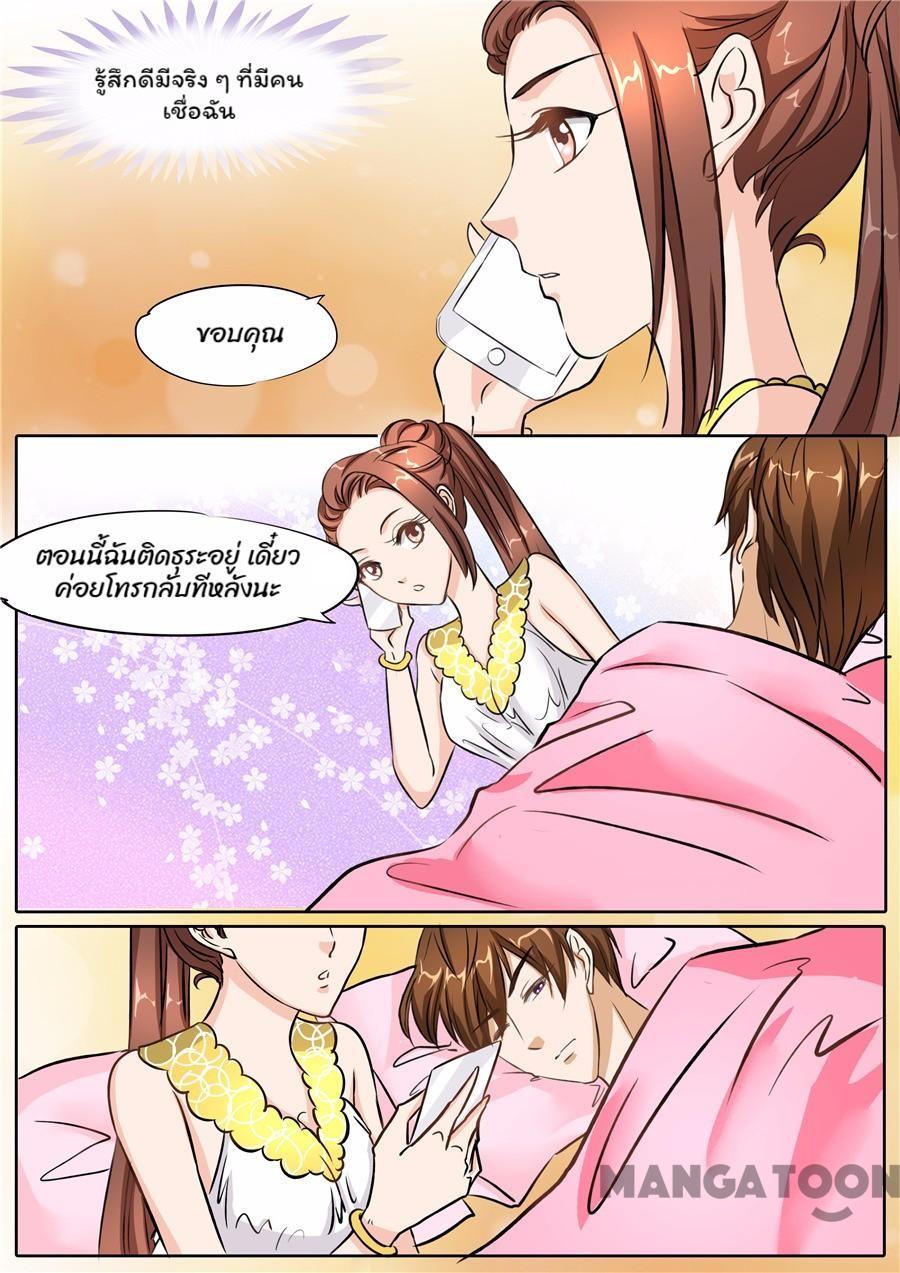 รู้สึกดีมีจริง ๆ ที่มีคน
เชื่อฉัน
ขอบคุณ
ตอนนี้ฉันติดธุระอยู่ เดี๋ยว
ค่อยโทรกลับทีหลังนะ
MANGATOON